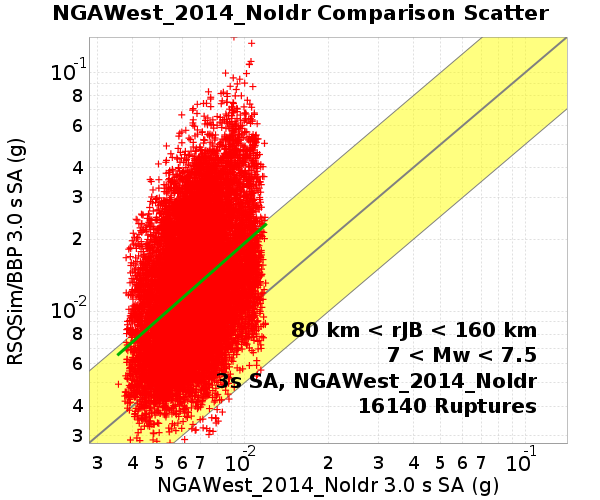 NGAWest_2014_NoIdr Comparison Scatter
RSQSim/BBP 3.0 s SA (g)
10⁻¹
8
6
4
3
2
10⁻²
8
6
4
3
80 km < rJB < 160 km
7 < Mw < 7.5
3s SA, NGAWest_2014_NoIdr
16140 Ruptures
3 4 5 6 7 10⁻² 2 3 4 5 6 7 10⁻¹
NGAWest_2014_NoIdr 3.0 s SA (g)